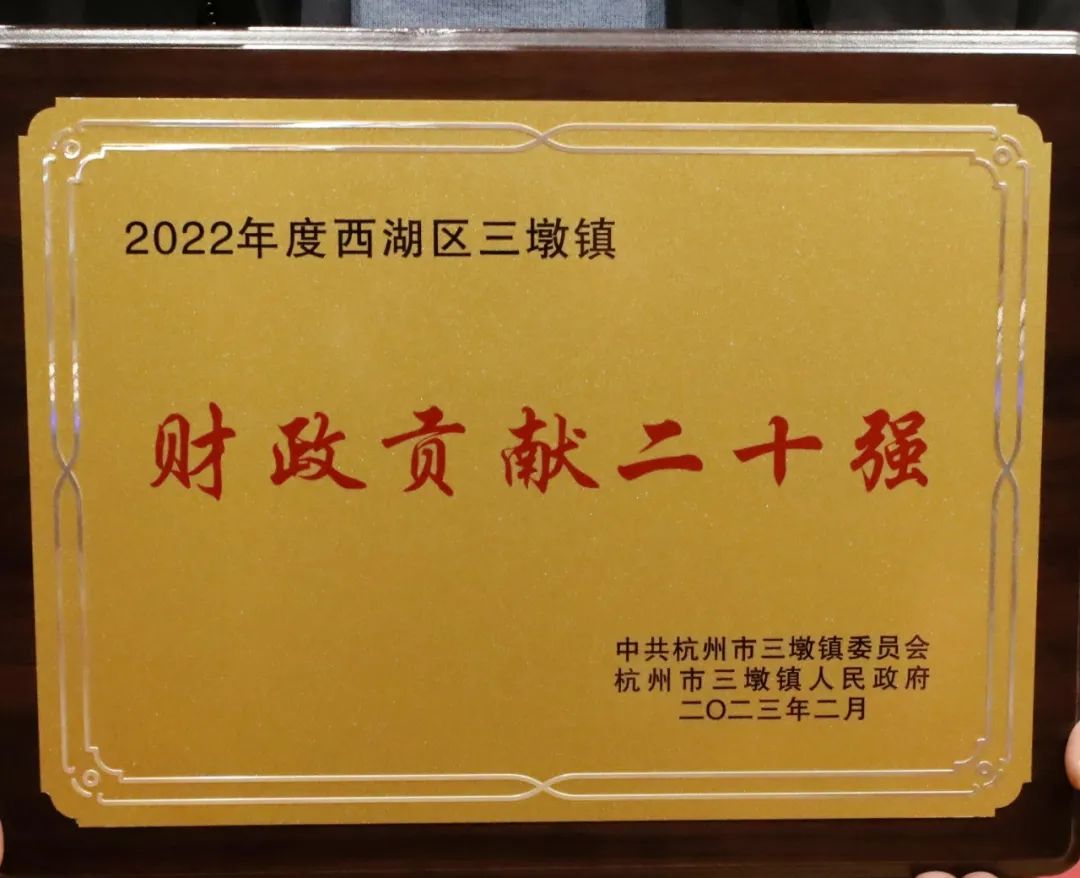 2022年度西湖区三墩镇
财政贡献二十强
中共杭州市三墩镇委员会
杭州市三墩镇人民政府
二〇二三年二月